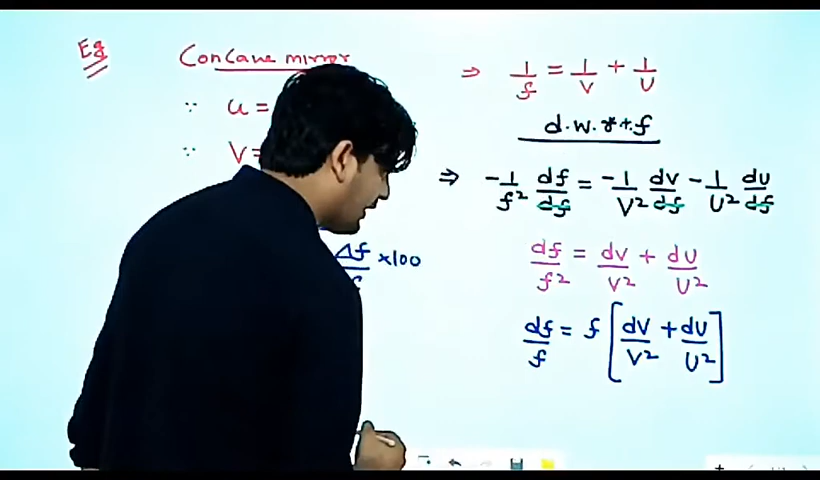 Eg
Concave mirror
∵ u =
∵ V =
Δf/f ×100
⇒ 1/f = 1/V + 1/U
d.w.r.t.f
⇒ -1/f² df/df = -1/V² dV/df - 1/U² dU/df
df/f² = dV/V² + dU/U²
df/f = f [dV/V² + dU/U²]